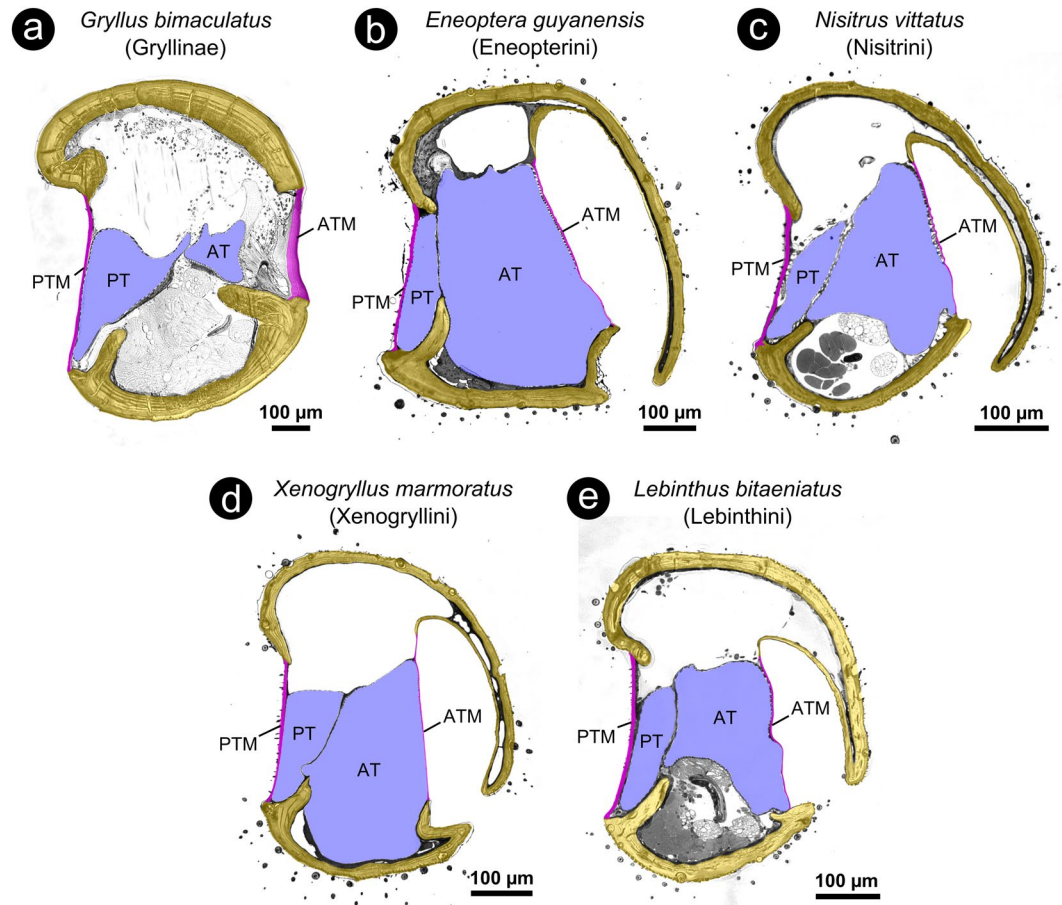 a
Gryllus bimaculatus
(Gryllinae)
PTM
PT
AT
ATM
100 µm
b
Eneoptera guyanensis
(Eneopterini)
PTM
PT
AT
ATM
100 µm
c
Nisitrus vittatus
(Nisitrini)
PTM
PT
AT
ATM
100 µm
d
Xenogryllus marmoratus
(Xenogryllini)
PTM
PT
AT
ATM
100 µm
e
Lebinthus bitaeniatus
(Lebinthini)
PTM
PT
AT
ATM
100 µm